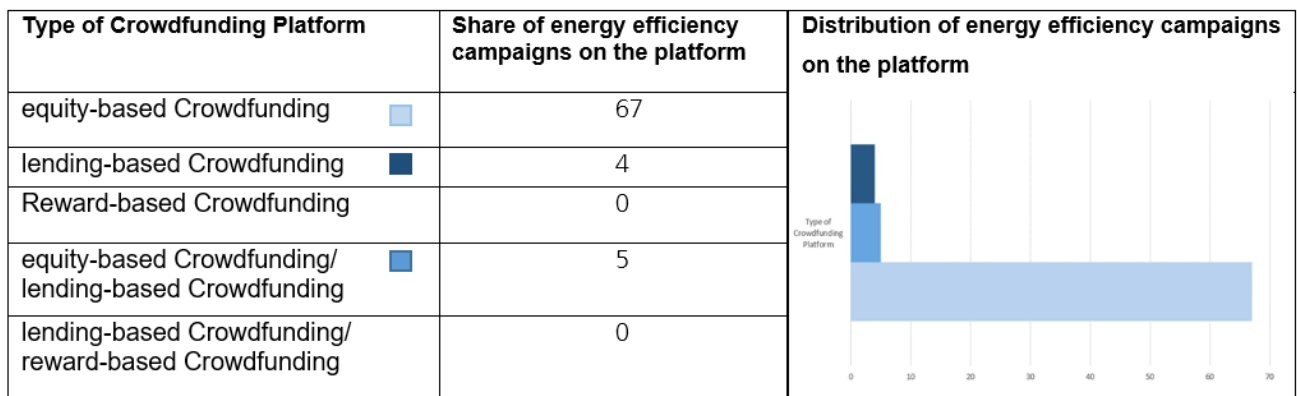 Type of Crowdfunding Platform
Share of energy efficiency
campaigns on the platform
Distribution of energy efficiency campaigns
on the platform
equity-based Crowdfunding
67
lending-based Crowdfunding
4
Reward-based Crowdfunding
0
equity-based Crowdfunding/
lending-based Crowdfunding
5
lending-based Crowdfunding/
reward-based Crowdfunding
0
Type of
Crowdfunding
Platform
0 10 20 30 40 50 60 70